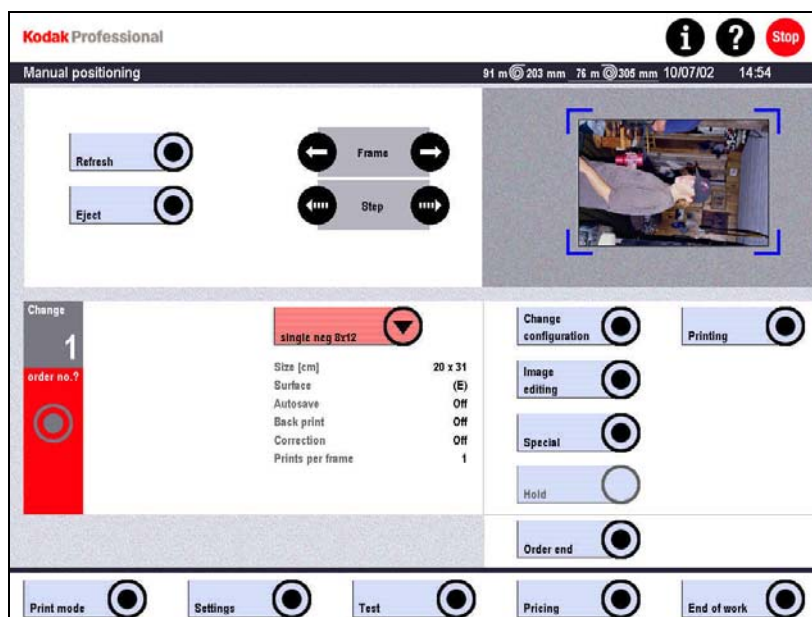 Kodak Professional
Stop
Manual positioning 91 m 203 mm 76 m 305 mm 10/07/02 14:54
Refresh
Frame
Eject
Step
Change
1
order no.?
single neg 8x12
Size [cm] 20 x 31
Surface (E)
Autosave Off
Back print Off
Correction Off
Prints per frame 1
Change
configuration
Printing
Image
editing
Special
Hold
Order end
Print mode
Settings
Test
Pricing
End of work